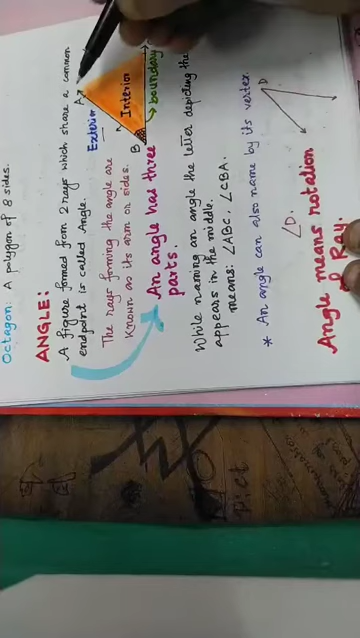 Octagon: A polygon of 8 sides.
ANGLE:
A figure formed from 2 rays which share a common
endpoint is called Angle.
The rays forming the angle are
known as its arm or sides.
An angle has three
parts.
A
Exterior
Interior
B
boundary
While naming an angle the letter depicting the
appears in the middle.
means: ∠ABC, ∠CBA.
* An angle can also name by its vertex.
∠D.
D
Angle means rotation
of Ray.